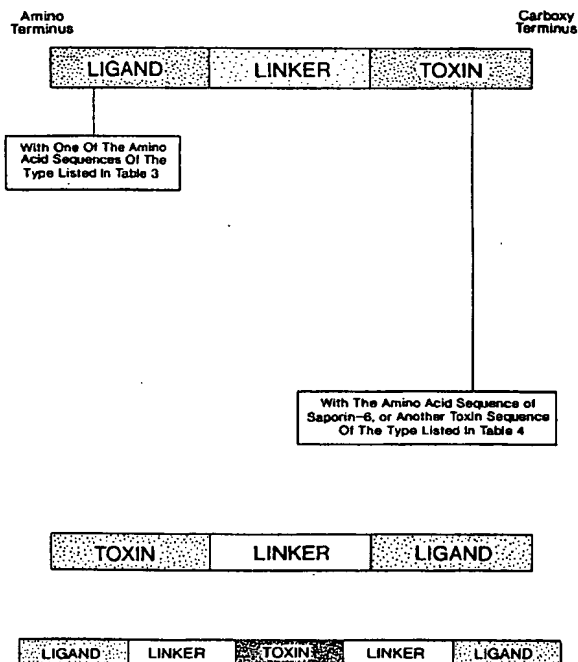 Amino
Terminus
Carboxy
Terminus
LIGAND LINKER TOXIN
With One Of The Amino
Acid Sequences Of The
Type Listed In Table 3
With The Amino Acid Sequence of
Saporin-6, or Another Toxin Sequence
Of The Type Listed In Table 4
TOXIN LINKER LIGAND
LIGAND LINKER TOXIN LINKER LIGAND